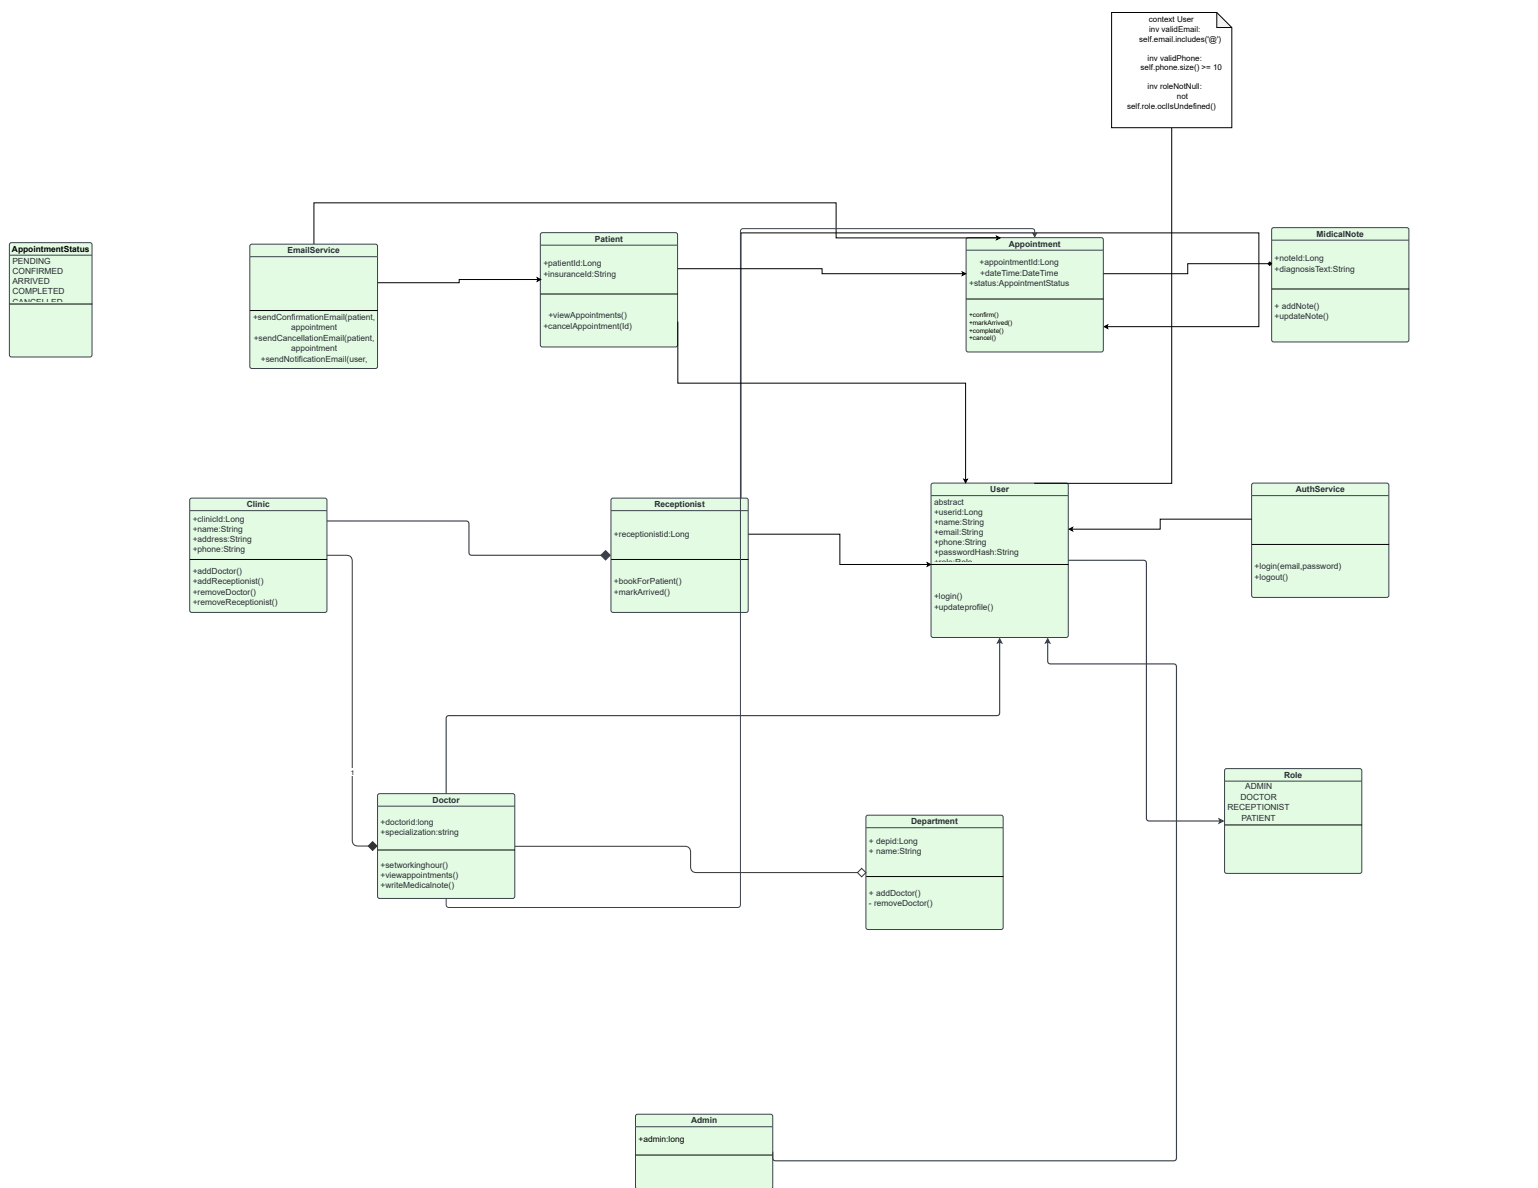 context User
inv validEmail:
self.email.includes('@')
inv validPhone:
self.phone.size() >= 10
inv roleNotNull:
not
self.role.oclIsUndefined()
AppointmentStatus
PENDING
CONFIRMED
ARRIVED
COMPLETED
CANCELLED
EmailService
+sendConfirmationEmail(patient,
appointment
+sendCancellationEmail(patient,
appointment
+sendNotificationEmail(user,
Patient
+patientId:Long
+insuranceId:String
+viewAppointments()
+cancelAppointment(Id)
Appointment
+appointmentId:Long
+dateTime:DateTime
+status:AppointmentStatus
+confirm()
+markArrived()
+complete()
+cancel()
MidicalNote
+noteId:Long
+diagnosisText:String
+ addNote()
+updateNote()
Clinic
+clinicId:Long
+name:String
+address:String
+phone:String
+addDoctor()
+addReceptionist()
+removeDoctor()
+removeReceptionist()
Receptionist
+receptionistid:Long
+bookForPatient()
+markArrived()
User
abstract
+userid:Long
+name:String
+email:String
+phone:String
+passwordHash:String
+role:Role
+login()
+updateprofile()
AuthService
+login(email,password)
+logout()
1
Doctor
+doctorid:long
+specialization:string
+setworkinghour()
+viewappointments()
+writeMedicalnote()
Department
+ depid:Long
+ name:String
+ addDoctor()
- removeDoctor()
Role
ADMIN
DOCTOR
RECEPTIONIST
PATIENT
Admin
+admin:long